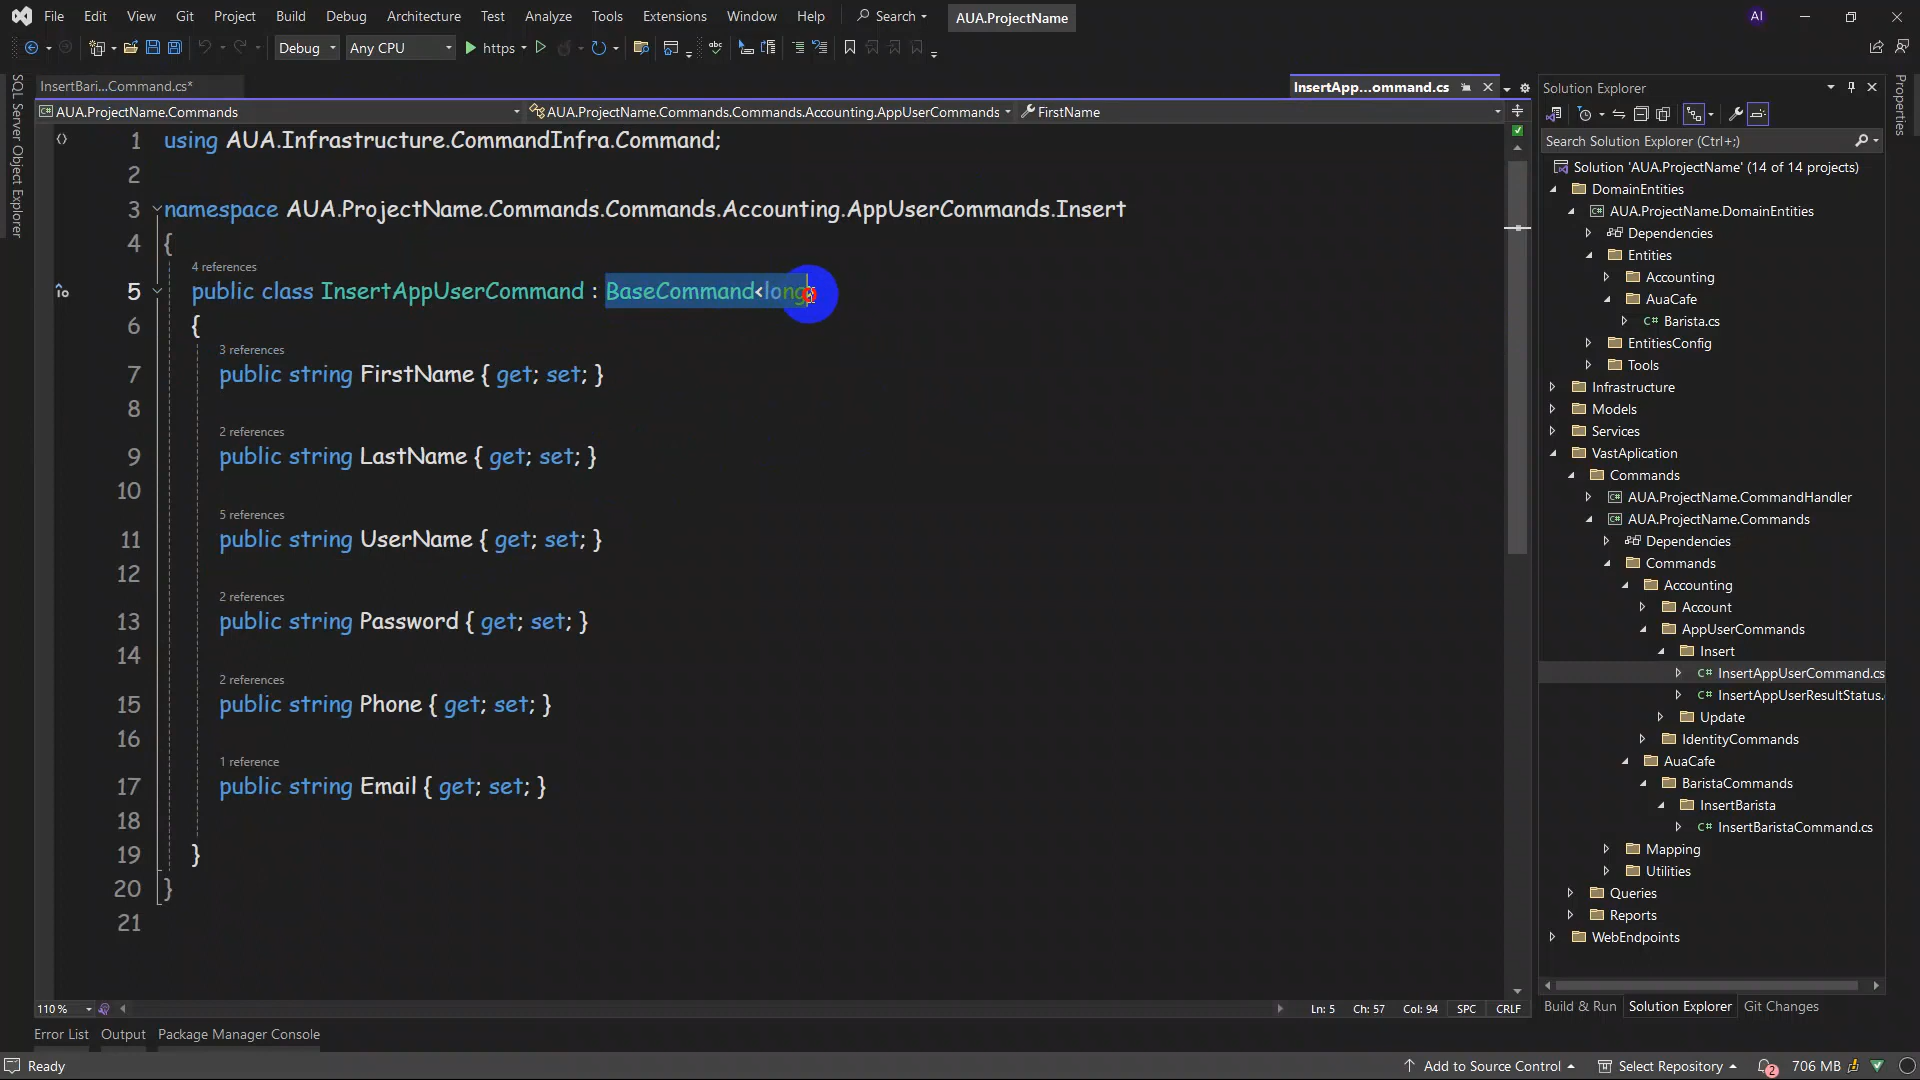 File Edit View Git Project Build Debug Architecture Test Analyze Tools Extensions Window Help Search AUA.ProjectName AI
Debug Any CPU https
InsertBari...Command.cs* InsertApp...ommand.cs
AUA.ProjectName.Commands AUA.ProjectName.Commands.Commands.Accounting.AppUserCommands FirstName
1 using AUA.Infrastructure.CommandInfra.Command;
2
3 namespace AUA.ProjectName.Commands.Commands.Accounting.AppUserCommands.Insert
4 {
4 references
5 public class InsertAppUserCommand : BaseCommand<long
6 {
3 references
7 public string FirstName { get; set; }
8
2 references
9 public string LastName { get; set; }
10
5 references
11 public string UserName { get; set; }
12
2 references
13 public string Password { get; set; }
14
2 references
15 public string Phone { get; set; }
16
1 reference
17 public string Email { get; set; }
18
19 }
20 }
21
110 % Ln: 5 Ch: 57 Col: 94 SPC CRLF
Error List Output Package Manager Console
Ready Add to Source Control Select Repository 2 706 MB
SQL Server Object Explorer
Solution Explorer
Search Solution Explorer (Ctrl+;)
Solution 'AUA.ProjectName' (14 of 14 projects)
DomainEntities
AUA.ProjectName.DomainEntities
Dependencies
Entities
Accounting
AuaCafe
C# Barista.cs
EntitiesConfig
Tools
Infrastructure
Models
Services
VastAplication
Commands
AUA.ProjectName.CommandHandler
AUA.ProjectName.Commands
Dependencies
Commands
Accounting
Account
AppUserCommands
Insert
C# InsertAppUserCommand.cs
C# InsertAppUserResultStatus.
Update
IdentityCommands
AuaCafe
BaristaCommands
InsertBarista
C# InsertBaristaCommand.cs
Mapping
Utilities
Queries
Reports
WebEndpoints
Build & Run Solution Explorer Git Changes
Properties